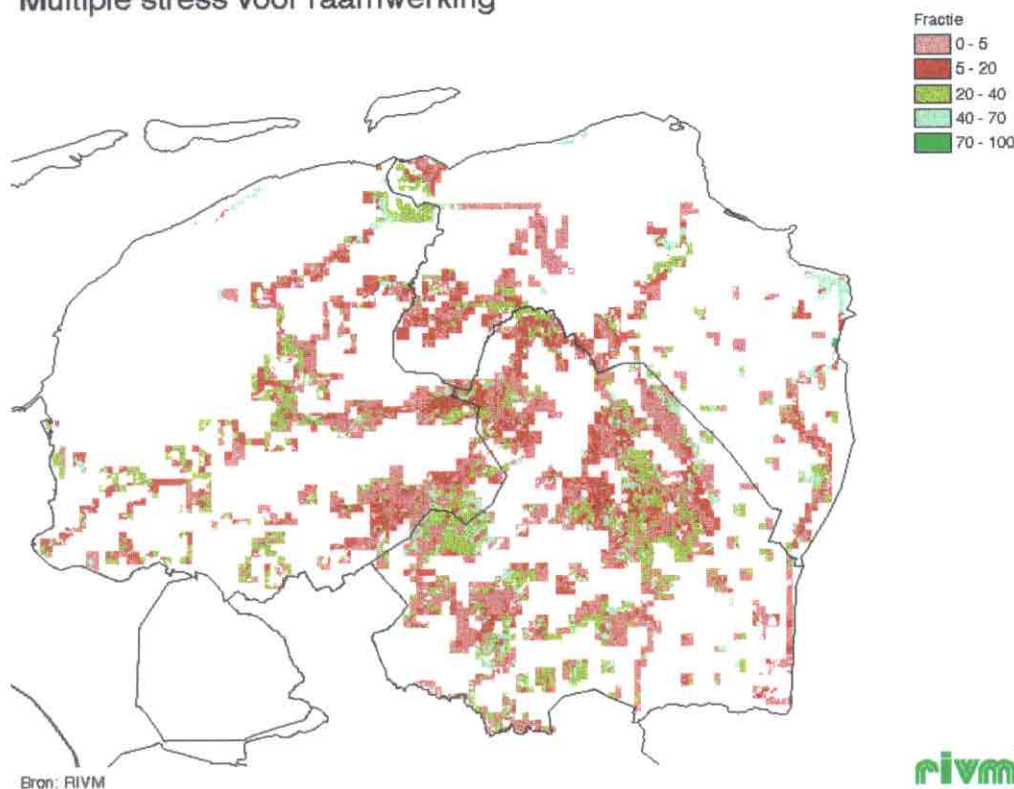 Multiple stress voor raamwerking
Fractie
0 - 5
5 - 20
20 - 40
40 - 70
70 - 100
Bron: RIVM
rivm